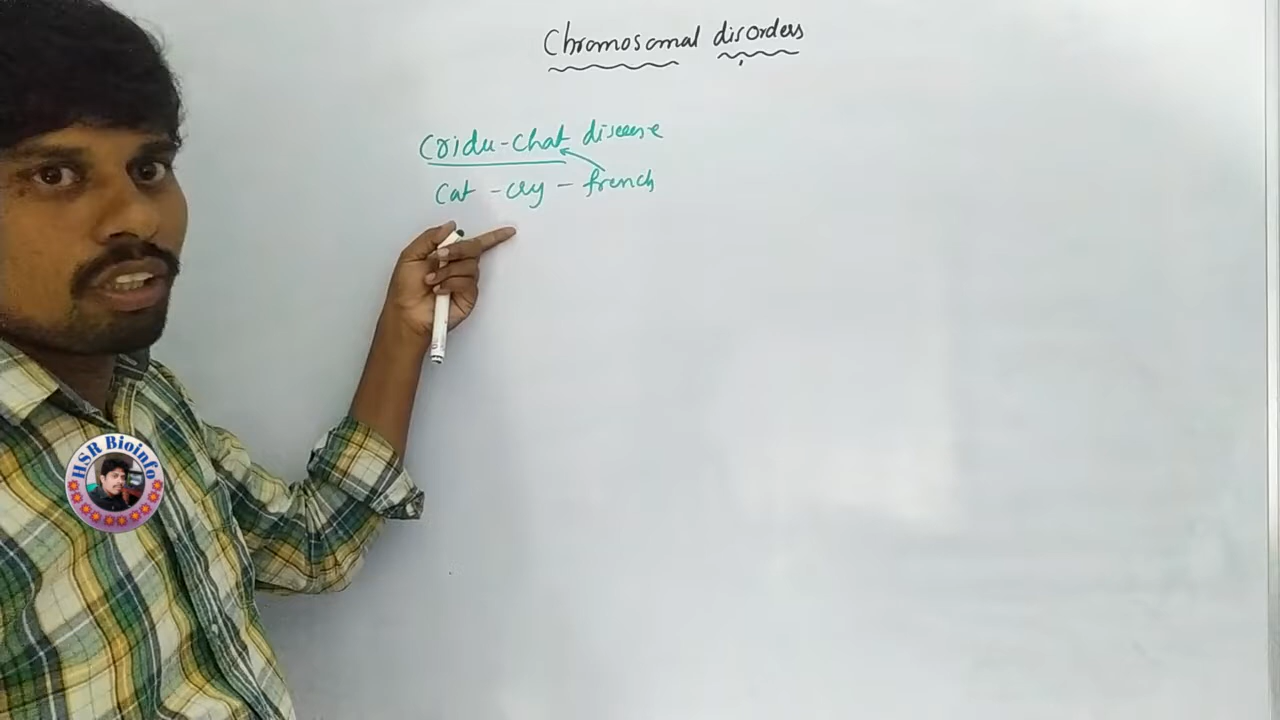 Chromosomal disorders
Cridu-chat disease
Cat - cry - french
HSR Bioinfo